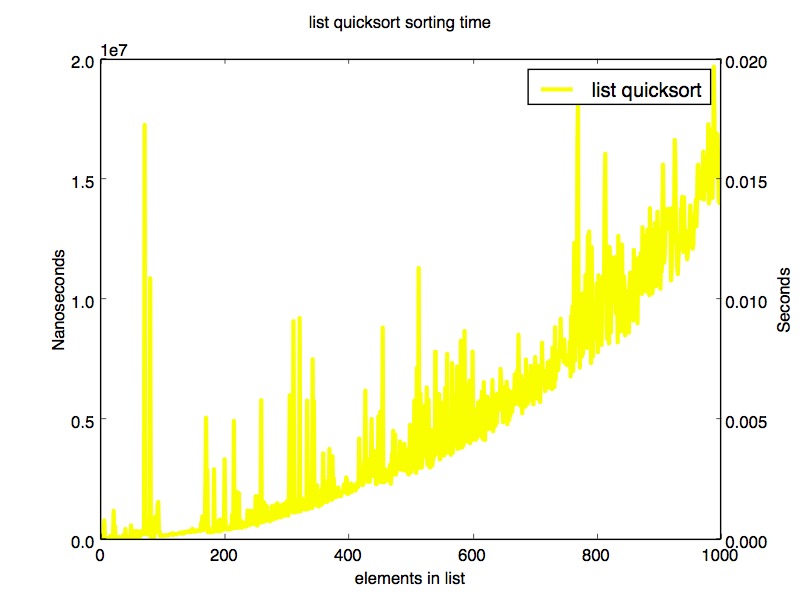 list quicksort sorting time
1e7
2.0
1.5
1.0
0.5
0.0
Nanoseconds
list quicksort
0.020
0.015
0.010
0.005
0.000
Seconds
0 200 400 600 800 1000
elements in list